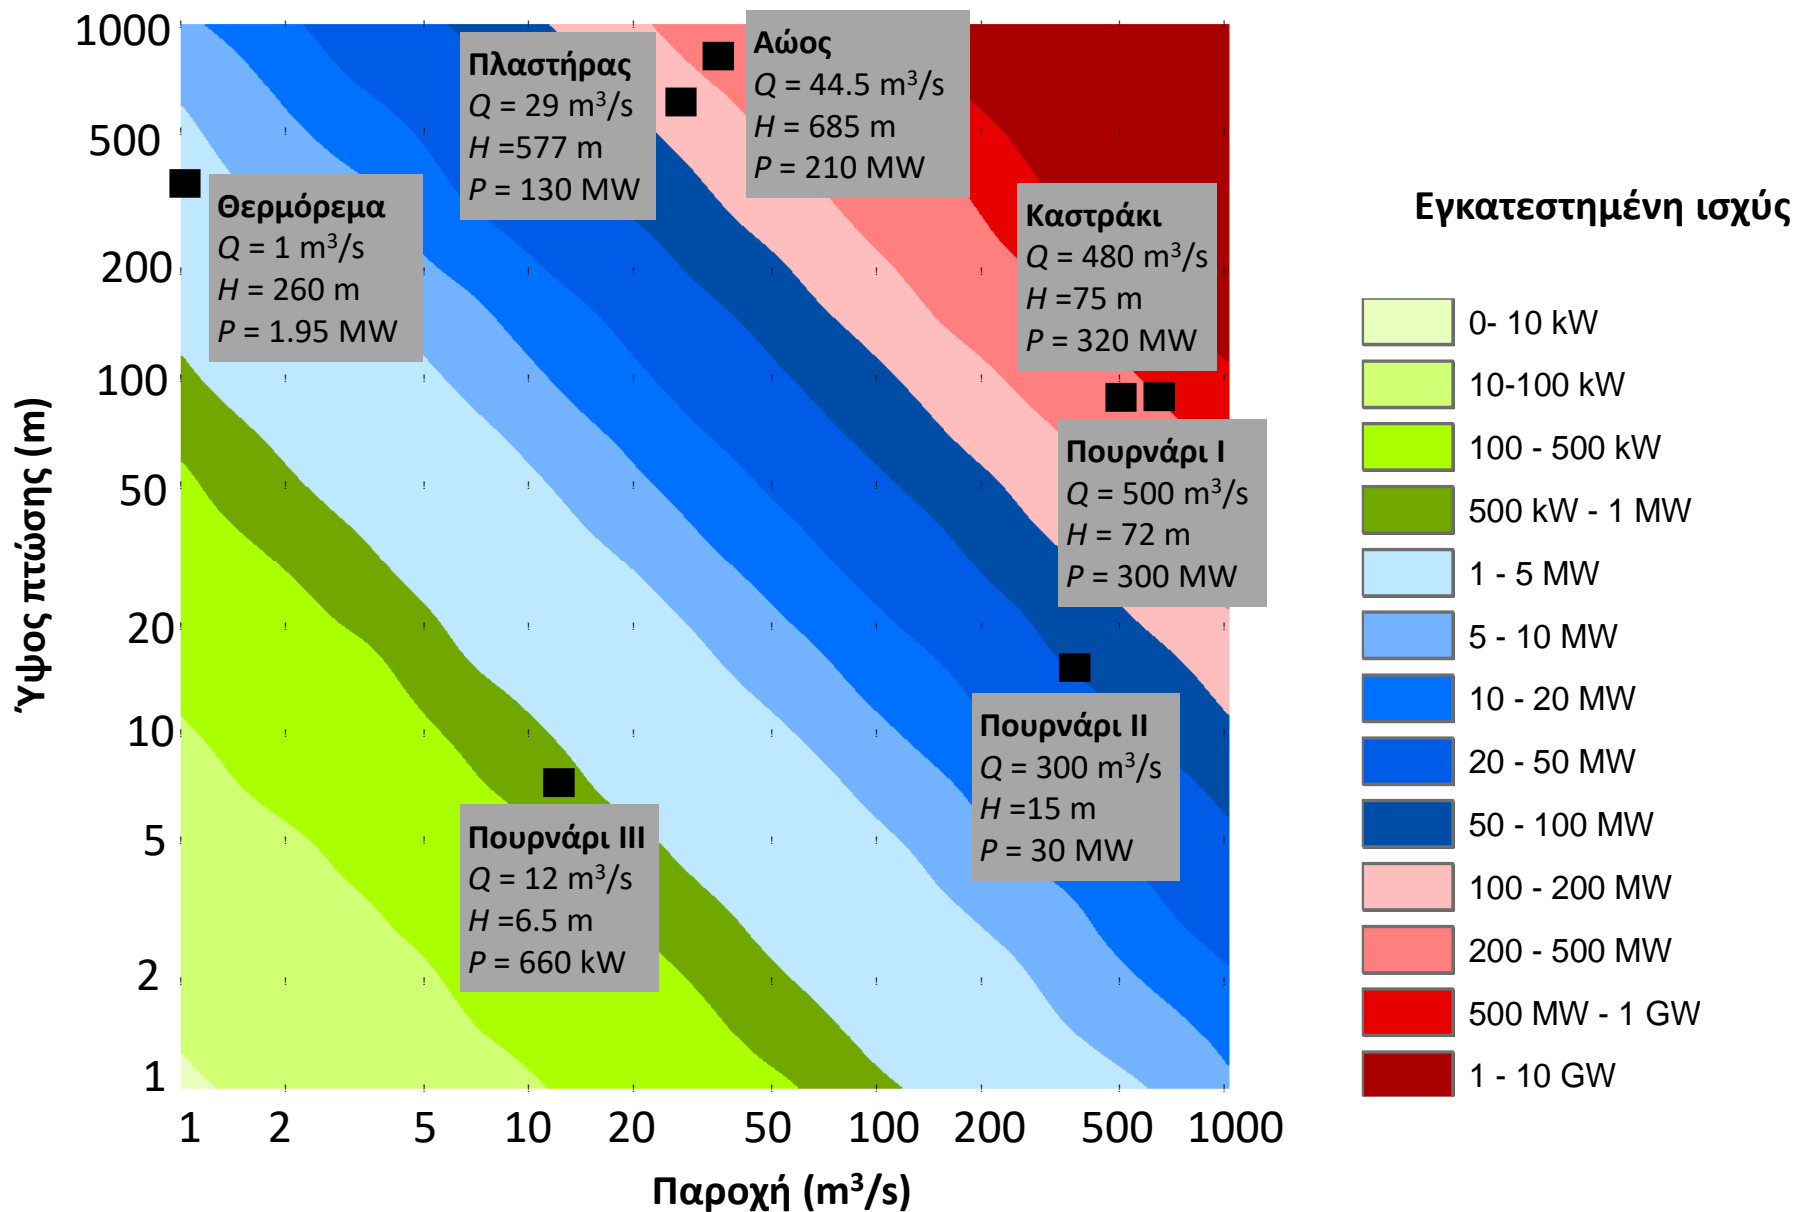 Ύψος πτώσης (m)
1000
500
200
100
50
20
10
5
2
1
1 2 5 10 20 50 100 200 500 1000
Παροχή (m³/s)
Πλαστήρας
Q = 29 m³/s
H =577 m
P = 130 MW
Αώος
Q = 44.5 m³/s
H = 685 m
P = 210 MW
Θερμόρεμα
Q = 1 m³/s
H = 260 m
P = 1.95 MW
Καστράκι
Q = 480 m³/s
H =75 m
P = 320 MW
Πουρνάρι Ι
Q = 500 m³/s
H = 72 m
P = 300 MW
Πουρνάρι ΙΙ
Q = 300 m³/s
H =15 m
P = 30 MW
Πουρνάρι ΙΙΙ
Q = 12 m³/s
H =6.5 m
P = 660 kW
Εγκατεστημένη ισχύς
0- 10 kW
10-100 kW
100 - 500 kW
500 kW - 1 MW
1 - 5 MW
5 - 10 MW
10 - 20 MW
20 - 50 MW
50 - 100 MW
100 - 200 MW
200 - 500 MW
500 MW - 1 GW
1 - 10 GW